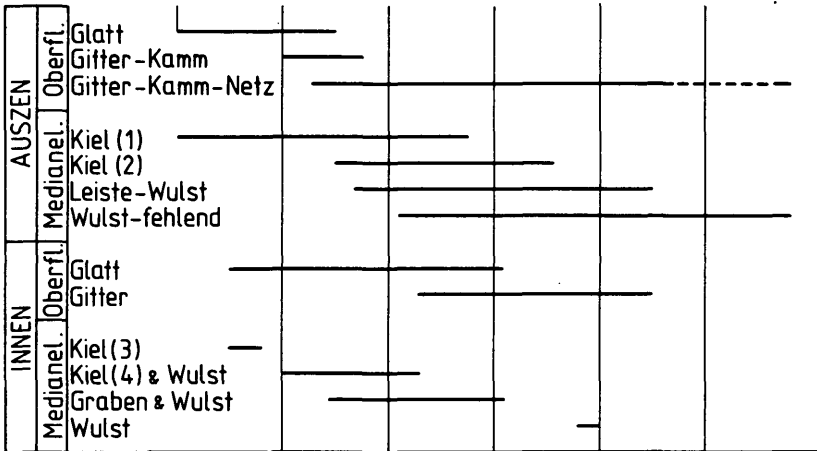 AUSZEN
Oberfl.
Glatt
Gitter-Kamm
Gitter-Kamm-Netz
Medianel.
Kiel (1)
Kiel (2)
Leiste-Wulst
Wulst-fehlend
INNEN
Oberfl.
Glatt
Gitter
Medianel.
Kiel(3)
Kiel(4) & Wulst
Graben & Wulst
Wulst